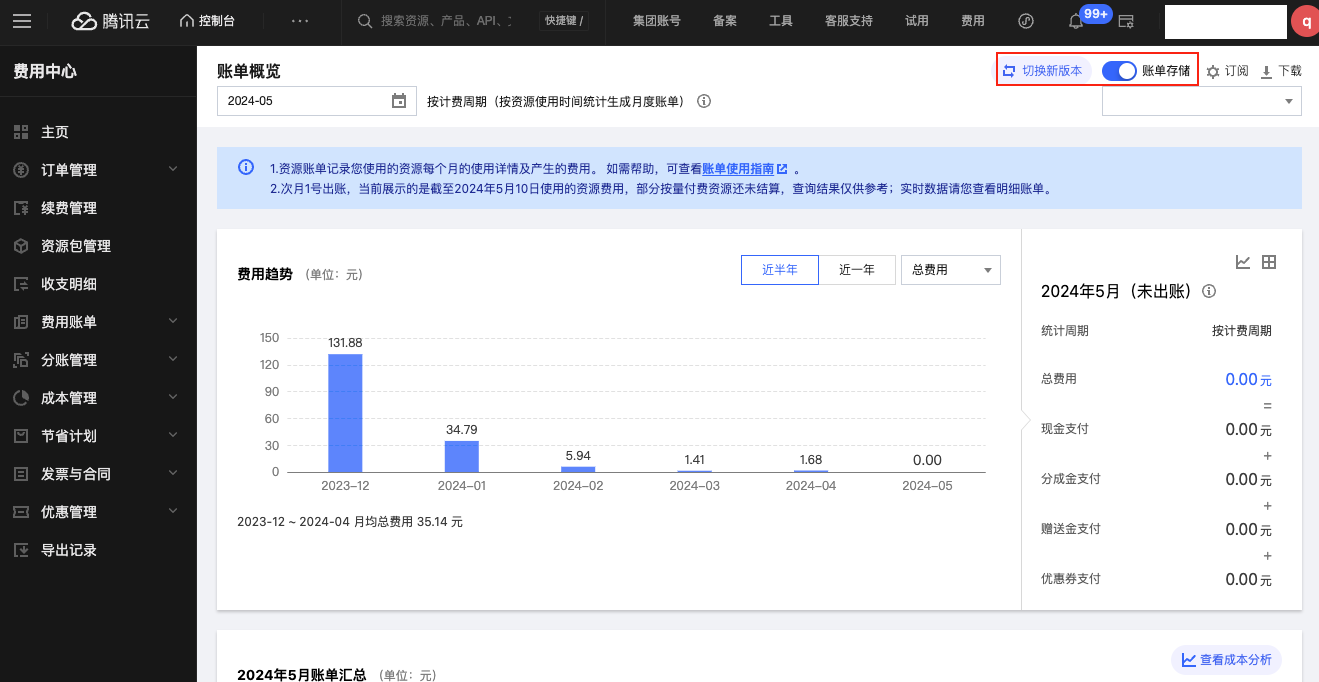 腾讯云
控制台
···
搜索资源、产品、API、
快捷键 /
集团账号
备案
工具
客服支持
试用
费用
99+
q
费用中心
主页
订单管理
续费管理
资源包管理
收支明细
费用账单
分账管理
成本管理
节省计划
发票与合同
优惠管理
导出记录
账单概览
切换新版本
账单存储
订阅
下载
2024-05
按计费周期（按资源使用时间统计生成月度账单）
1.资源账单记录您使用的资源每个月的使用详情及产生的费用。 如需帮助，可查看账单使用指南 。
2.次月1号出账，当前展示的是截至2024年5月10日使用的资源费用，部分按量付费资源还未结算，查询结果仅供参考；实时数据请您查看明细账单。
费用趋势 （单位：元）
近半年
近一年
总费用
150
120
90
60
30
0
131.88
34.79
5.94
1.41
1.68
0.00
2023-12
2024-01
2024-02
2024-03
2024-04
2024-05
2023-12 ~ 2024-04 月均总费用 35.14 元
2024年5月（未出账）
统计周期 按计费周期
总费用 0.00 元
=
现金支付 0.00 元
+
分成金支付 0.00 元
+
赠送金支付 0.00 元
+
优惠券支付 0.00 元
2024年5月账单汇总 （单位：元）
查看成本分析